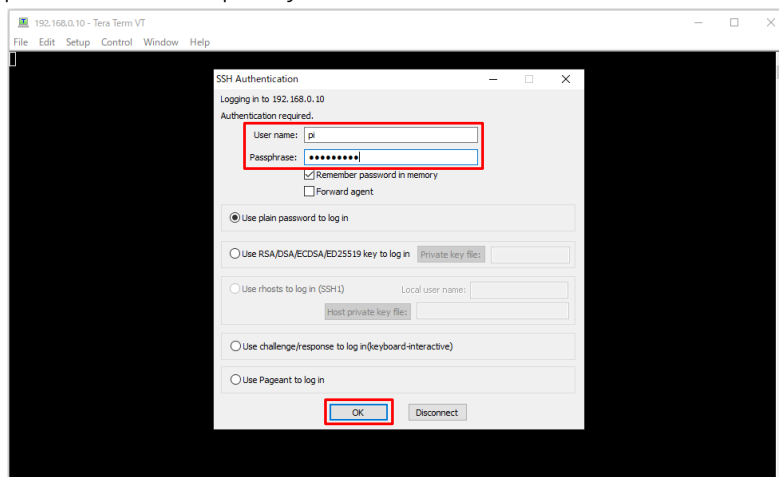 192.168.0.10 - Tera Term VT
File Edit Setup Control Window Help
SSH Authentication
Logging in to 192.168.0.10
Authentication required.
User name: pi
Passphrase: ●●●●●●●●●
Remember password in memory
Forward agent
Use plain password to log in
Use RSA/DSA/ECDSA/ED25519 key to log in Private key file:
Use rhosts to log in (SSH1) Local user name:
Host private key file:
Use challenge/response to log in(keyboard-interactive)
Use Pageant to log in
OK Disconnect